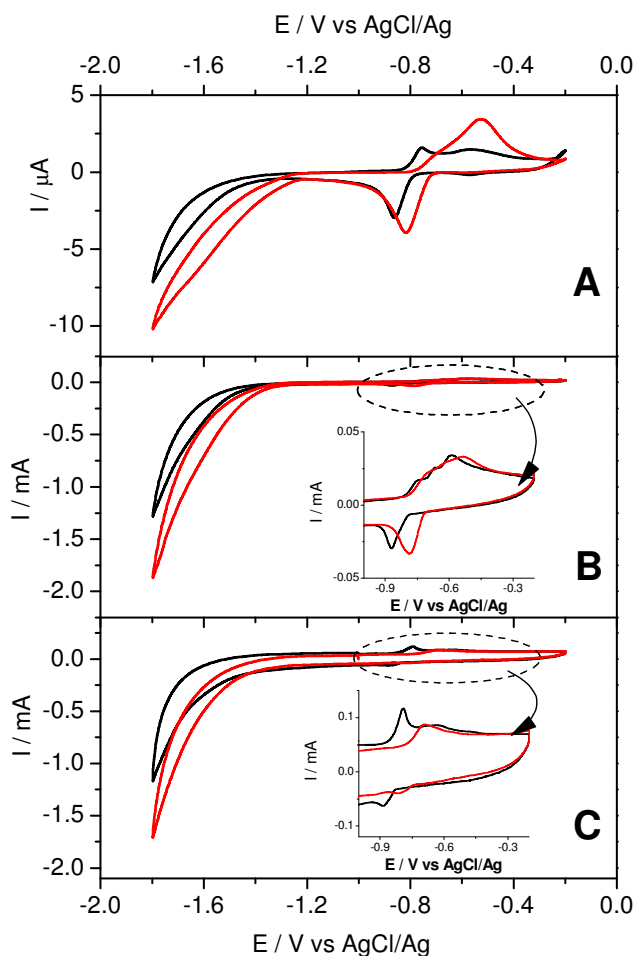 E / V vs AgCl/Ag
-2.0 -1.6 -1.2 -0.8 -0.4 0.0
5
0
-5
-10
I / μA
A
0.0
-0.5
-1.0
-1.5
-2.0
I / mA
0.05
0.00
-0.05
I / mA
-0.9 -0.6 -0.3
E / V vs AgCl/Ag
B
0.0
-0.5
-1.0
-1.5
-2.0
I / mA
0.1
0.0
-0.1
I / mA
-0.9 -0.6 -0.3
E / V vs AgCl/Ag
C
-2.0 -1.6 -1.2 -0.8 -0.4 0.0
E / V vs AgCl/Ag